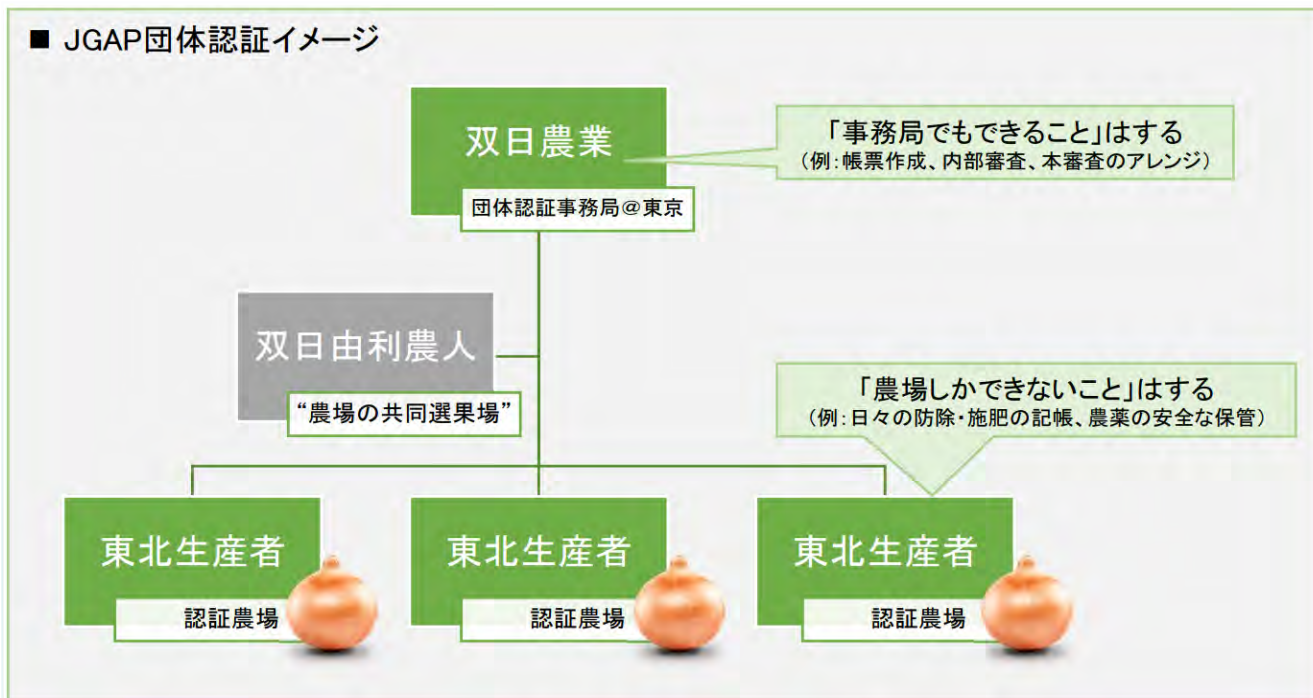 ■ JGAP団体認証イメージ
双日農業
団体認証事務局@東京
「事務局でもできること」はする
（例：帳票作成、内部審査、本審査のアレンジ）
双日由利農人
“農場の共同選果場”
「農場しかできないこと」はする
（例：日々の防除・施肥の記帳、農薬の安全な保管）
東北生産者
認証農場
東北生産者
認証農場
東北生産者
認証農場